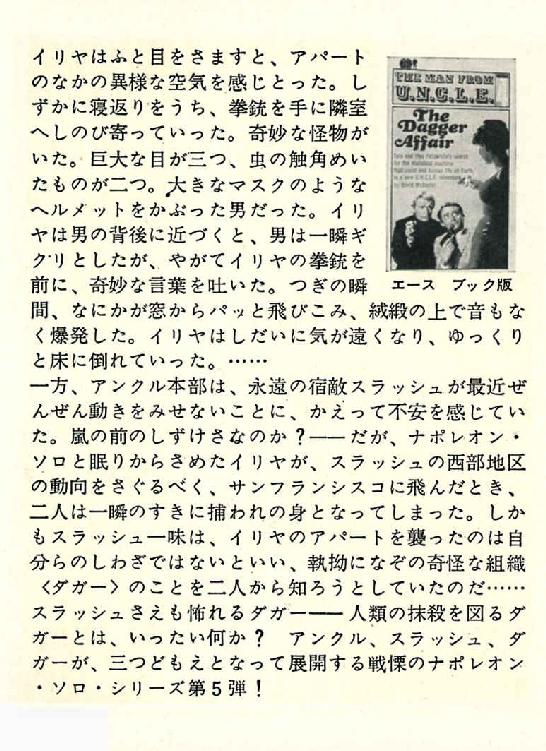 イリヤはふと目をさますと、アパート
のなかの異様な空気を感じとった。し
ずかに寝返りをうち、拳銃を手に隣室
へしのび寄っていった。奇妙な怪物が
いた。巨大な目が三つ、虫の触角めい
たものが二つ。大きなマスクのような
ヘルメットをかぶった男だった。イリ
ヤは男の背後に近づくと、男は一瞬ギ
クリとしたが、やがてイリヤの拳銃を
前に、奇妙な言葉を吐いた。つぎの瞬
間、なにかが窓からパッと飛びこみ、絨緞の上で音もな
く爆発した。イリヤはしだいに気が遠くなり、ゆっくり
と床に倒れていった。……
一方、アンクル本部は、永遠の宿敵スラッシュが最近ぜ
んぜん動きをみせないことに、かえって不安を感じてい
た。嵐の前のしずけさなのか?――だが、ナポレオン・
ソロと眠りからさめたイリヤが、スラッシュの西部地区
の動向をさぐるべく、サンフランシスコに飛んだとき、
二人は一瞬のすきに捕われの身となってしまった。しか
もスラッシュ一味は、イリヤのアパートを襲ったのは自
分らのしわざではないといい、執拗になぞの奇怪な組織
〈ダガー〉のことを二人から知ろうとしていたのだ……
スラッシュさえも怖れるダガー――人類の抹殺を図るダ
ガーとは、いったい何か? アンクル、スラッシュ、ダ
ガーが、三つどもえとなって展開する戦慄のナポレオン
・ソロ・シリーズ第5弾!
THE MAN FROM
U.N.C.L.E.
The
Dagger
Affair
エース ブック版